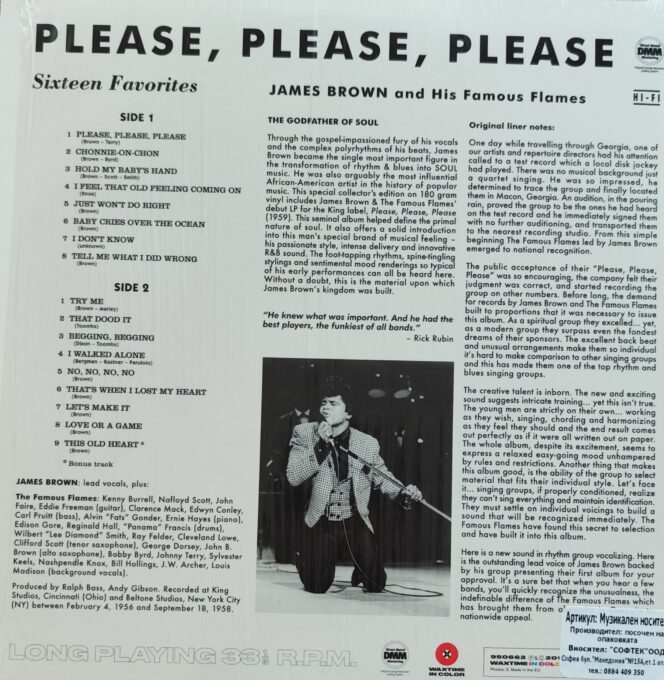 PLEASE, PLEASE, PLEASE
DMM
HI-FI
Sixteen Favorites
JAMES BROWN and His Famous Flames
SIDE 1
1 PLEASE, PLEASE, PLEASE
(Brown – Terry)
2 CHONNIE-ON-CHON
(Brown – Byrd)
3 HOLD MY BABY'S HAND
(Brown – Scott – Smith)
4 I FEEL THAT OLD FEELING COMING ON
(Knox)
5 JUST WON'T DO RIGHT
(Brown)
6 BABY CRIES OVER THE OCEAN
(Brown)
7 I DON'T KNOW
(unknown)
8 TELL ME WHAT I DID WRONG
(Brown)
SIDE 2
1 TRY ME
(Brown – Marley)
2 THAT DOOD IT
(Toombs)
3 BEGGING, BEGGING
(Dixon – Toombs)
4 I WALKED ALONE
(Bergman – Kastner – Pandolo)
5 NO, NO, NO, NO
(Brown)
6 THAT'S WHEN I LOST MY HEART
(Brown)
7 LET'S MAKE IT
(Brown)
8 LOVE OR A GAME
(Brown)
9 THIS OLD HEART*
(Brown)
*Bonus track
JAMES BROWN: lead vocals, plus:
The Famous Flames: Kenny Burrell, Nafloyd Scott, John
Faire, Eddie Freeman (guitar), Clarence Mack, Edwyn Conley,
Carl Pruitt (bass), Alvin "Fats" Gonder, Ernie Hayes (piano),
Edison Gore, Reginald Hall, "Panama" Francis (drums),
Wilbert "Lee Diamond" Smith, Ray Felder, Cleveland Lowe,
Clifford Scott (tenor saxophone), George Dorsey, John B.
Brown (alto saxophone), Bobby Byrd, Johnny Terry, Sylvester
Keels, Nashpendle Knox, Bill Hollings, J.W. Archer, Louis
Madison (background vocals).
Produced by Ralph Bass, Andy Gibson. Recorded at King
Studios, Cincinnati (Ohio) and Beltone Studios, New York City
(NY) between February 4, 1956 and September 18, 1958.
THE GODFATHER OF SOUL
Through the gospel-impassioned fury of his vocals
and the complex polyrhythms of his beats, James
Brown became the single most important figure in
the transformation of rhythm & blues into SOUL
music. He was also arguably the most influential
African-American artist in the history of popular
music. This special collector's edition on 180 gram
vinyl includes James Brown & The Famous Flames'
debut LP for the King label, Please, Please, Please
(1959). This seminal album helped define the primal
nature of soul. It also offers a solid introduction
into this man's special brand of musical feeling –
his passionate style, intense delivery and innovative
R&B sound. The foot-tapping rhythms, spine-tingling
stylings and sentimental mood renderings so typical
of his early performances can all be heard here.
Without a doubt, this is the material upon which
James Brown's kingdom was built.
"He knew what was important. And he had the
best players, the funkiest of all bands."
– Rick Rubin
Original liner notes:
One day while travelling through Georgia, one of
our artists and repertoire directors had his attention
called to a test record which a local disk jockey
had played. There was no musical background just
a quartet singing. He was so impressed, he
determined to trace the group and finally located
them in Macon, Georgia. An audition, in the pouring
rain, proved the group to be the ones he had heard
on the test record and he immediately signed them
with no further auditioning, and transported them
to the nearest recording studio. From this simple
beginning The Famous Flames led by James Brown
emerged to national recognition.
The public acceptance of their "Please, Please,
Please" was so encouraging, the company felt their
judgment was correct, and started recording the
group on other numbers. Before long, the demand
for records by James Brown and The Famous Flames
built to proportions that it was necessary to issue
this album. As a spiritual group they excelled... yet,
as a modern group they surpass even the fondest
dreams of their sponsors. The excellent back beat
and unusual arrangements make them so individual
it's hard to make comparison to other singing groups
and this has made them one of the top rhythm and
blues singing groups.
The creative talent is inborn. The new and exciting
sound suggests intricate training... yet this isn't true.
The young men are strictly on their own... working
as they wish, singing, chording and harmonizing
as they feel they should and the end result comes
out perfectly as if it were all written out on paper.
The whole album, despite its excitement, seems to
express a relaxed easy-going mood unhampered
by rules and restrictions. Another thing that makes
this album good, is the ability of the group to select
material that fits their individual style. Let's face
it... singing groups, if properly conditioned, realize
they can't sing everything and maintain identification.
They must settle on individual voicings to build a
sound that will be recognized immediately. The
Famous Flames have found this secret to selection
and have built it into this album.
Here is a new sound in rhythm group vocalizing. Here
is the outstanding lead voice of James Brown backed
by his group presenting their first album for your
approval. It's a sure bet that when you hear a few
bands, you'll quickly recognize the unusualness, the
indefinable difference of The Famous Flames which
has brought them from
nationwide appeal.
LONG PLAYING 33 1/3 R.P.M.
DMM
WAXTIME
IN COLOR
950662
WAXTIME IN COLOR
Артикул: Музикален носител
Производител: посочен на
опаковката
Вносител: "СОФТЕК"ООД
София бул."Македония"№15А,ет.1 ап.
тел.: 0884 409 350